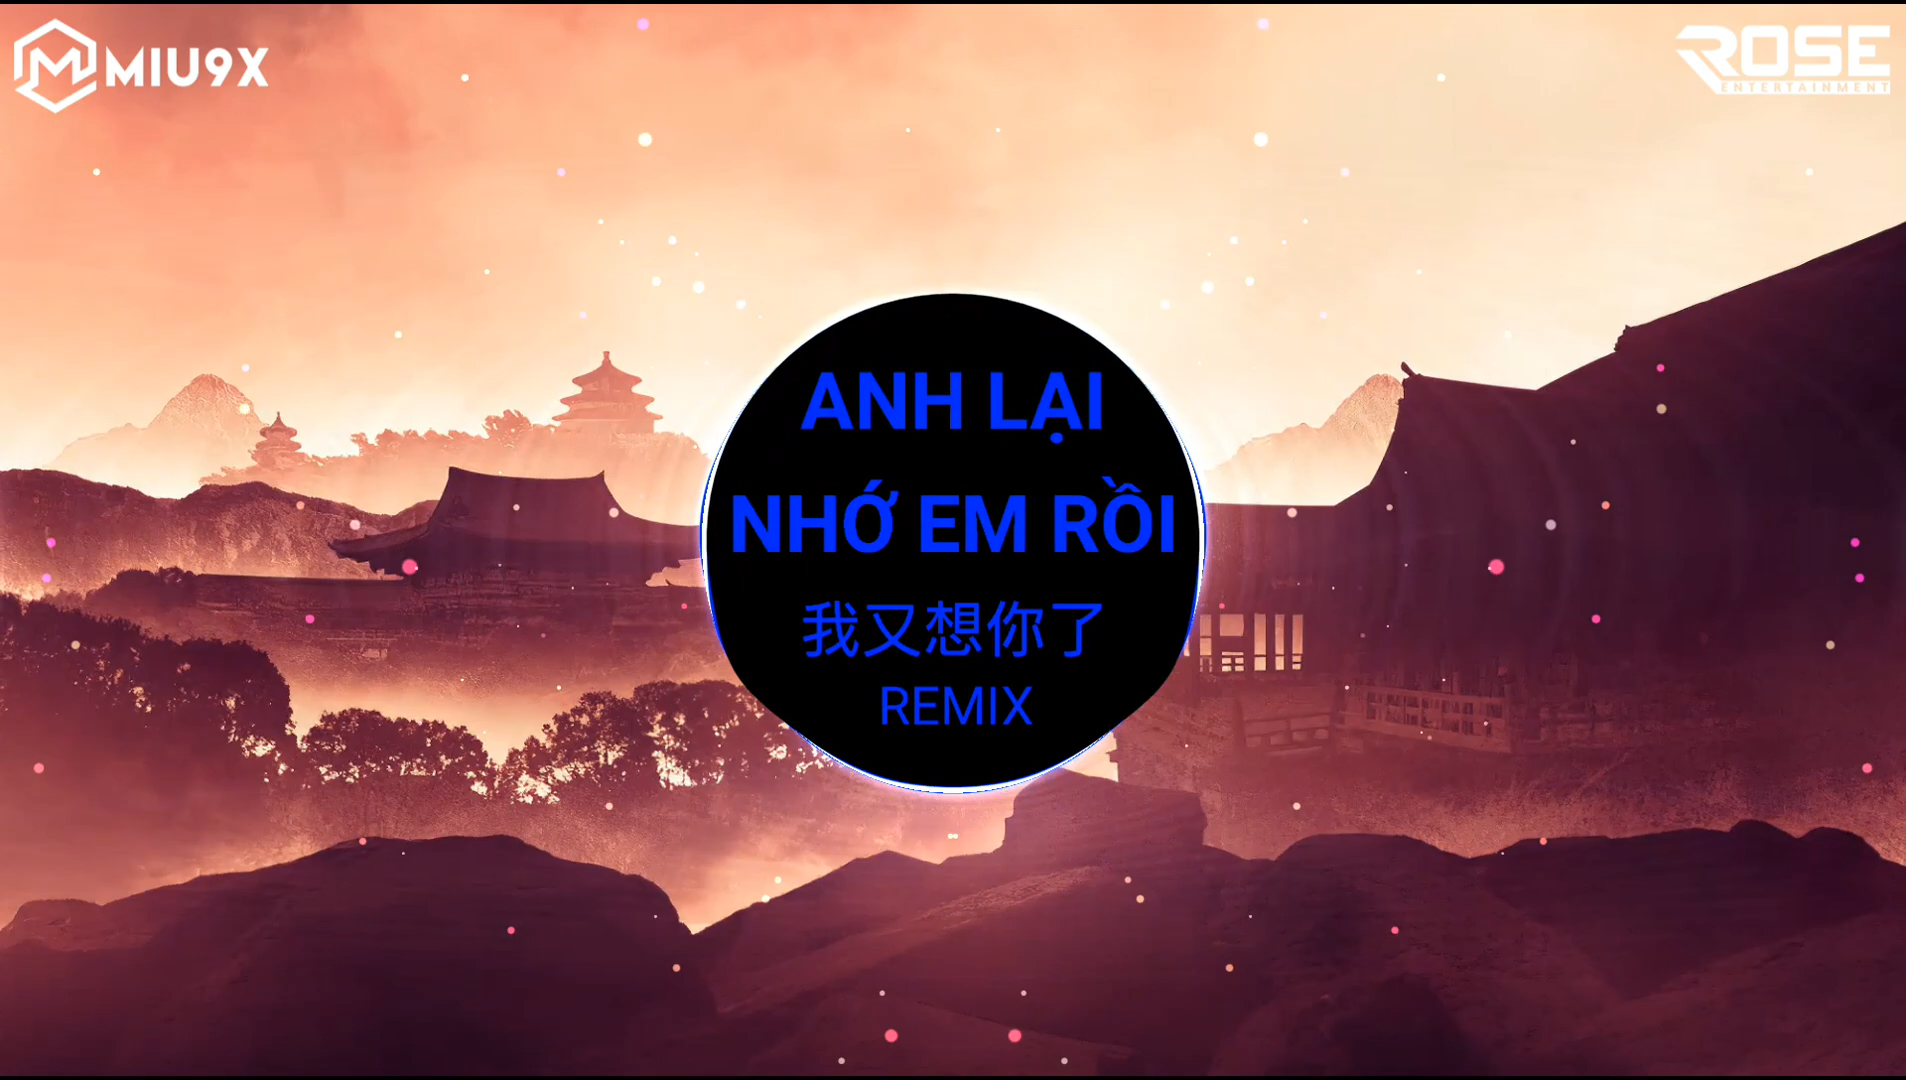 MIU9X
ROSE
ENTERTAINMENT
ANH LẠI
NHỚ EM RỒI
我又想你了
REMIX